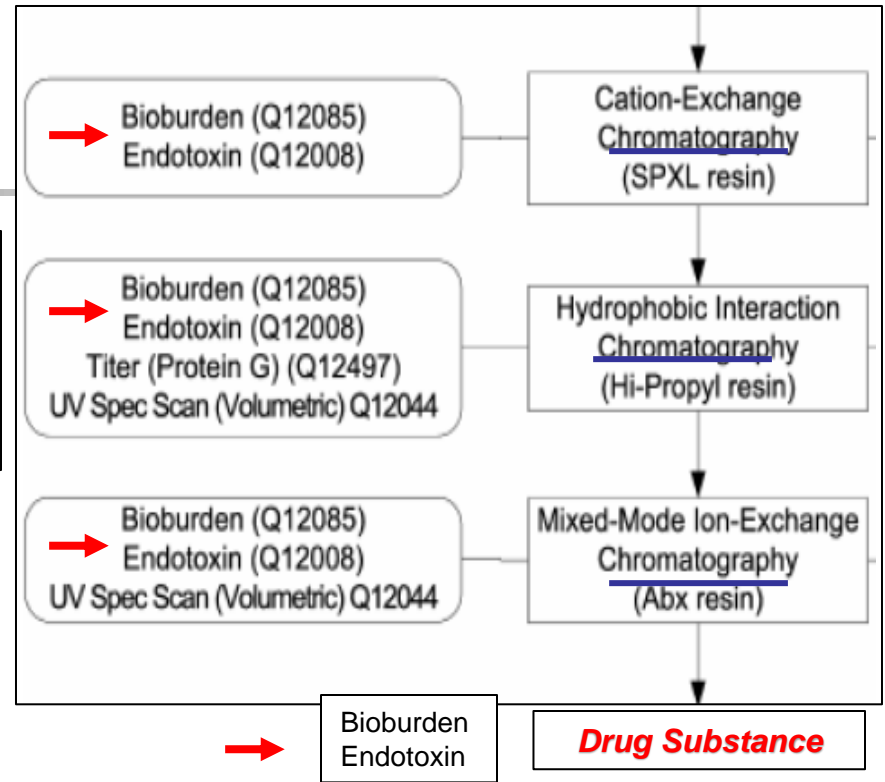 Bioburden (Q12085)
Endotoxin (Q12008)
Cation-Exchange
Chromatography
(SPXL resin)
Bioburden (Q12085)
Endotoxin (Q12008)
Titer (Protein G) (Q12497)
UV Spec Scan (Volumetric) Q12044
Hydrophobic Interaction
Chromatography
(Hi-Propyl resin)
Bioburden (Q12085)
Endotoxin (Q12008)
UV Spec Scan (Volumetric) Q12044
Mixed-Mode Ion-Exchange
Chromatography
(Abx resin)
Bioburden
Endotoxin
Drug Substance